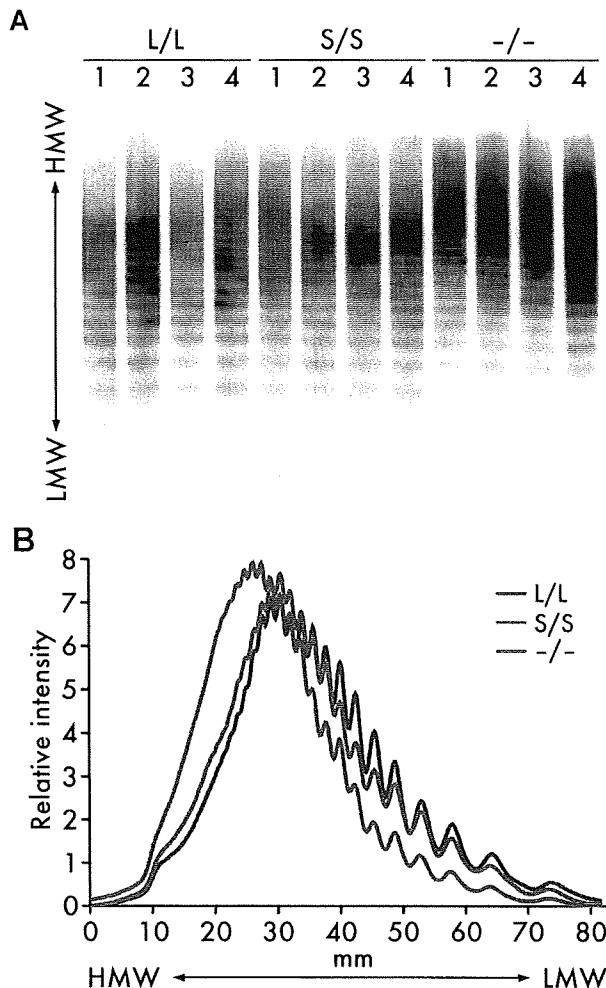 A
L/L S/S -/-
1 2 3 4 1 2 3 4 1 2 3 4
HMW
LMW
B
8
7
6
5
4
3
2
1
0
Relative intensity
L/L
S/S
-/-
0 10 20 30 40 50 60 70 80
mm
HMW LMW